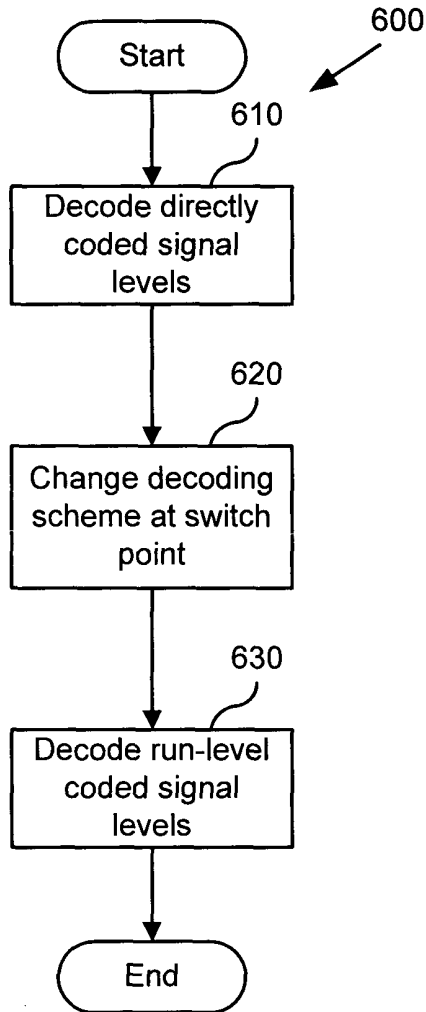 600
Start
610
Decode directly
coded signal
levels
620
Change decoding
scheme at switch
point
630
Decode run-level
coded signal
levels
End